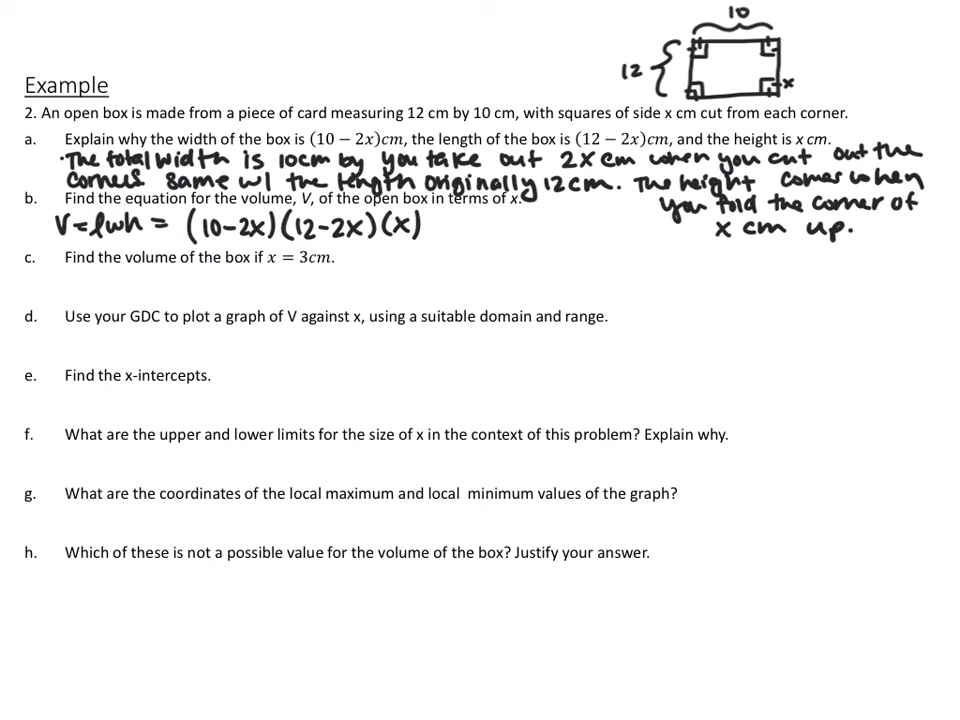 10
12
x
Example
2. An open box is made from a piece of card measuring 12 cm by 10 cm, with squares of side x cm cut from each corner.
a. Explain why the width of the box is (10 − 2x)cm, the length of the box is (12 − 2x)cm, and the height is x cm.
·The total width is 10cm by you take out 2x cm when you cut out the
corners same w/ the length originally 12cm. The height comes when
b. Find the equation for the volume, V, of the open box in terms of x.
you fold the corner of
V=lwh = (10-2x)(12-2x)(x)
x cm up.
c. Find the volume of the box if x = 3cm.
d. Use your GDC to plot a graph of V against x, using a suitable domain and range.
e. Find the x-intercepts.
f. What are the upper and lower limits for the size of x in the context of this problem? Explain why.
g. What are the coordinates of the local maximum and local minimum values of the graph?
h. Which of these is not a possible value for the volume of the box? Justify your answer.